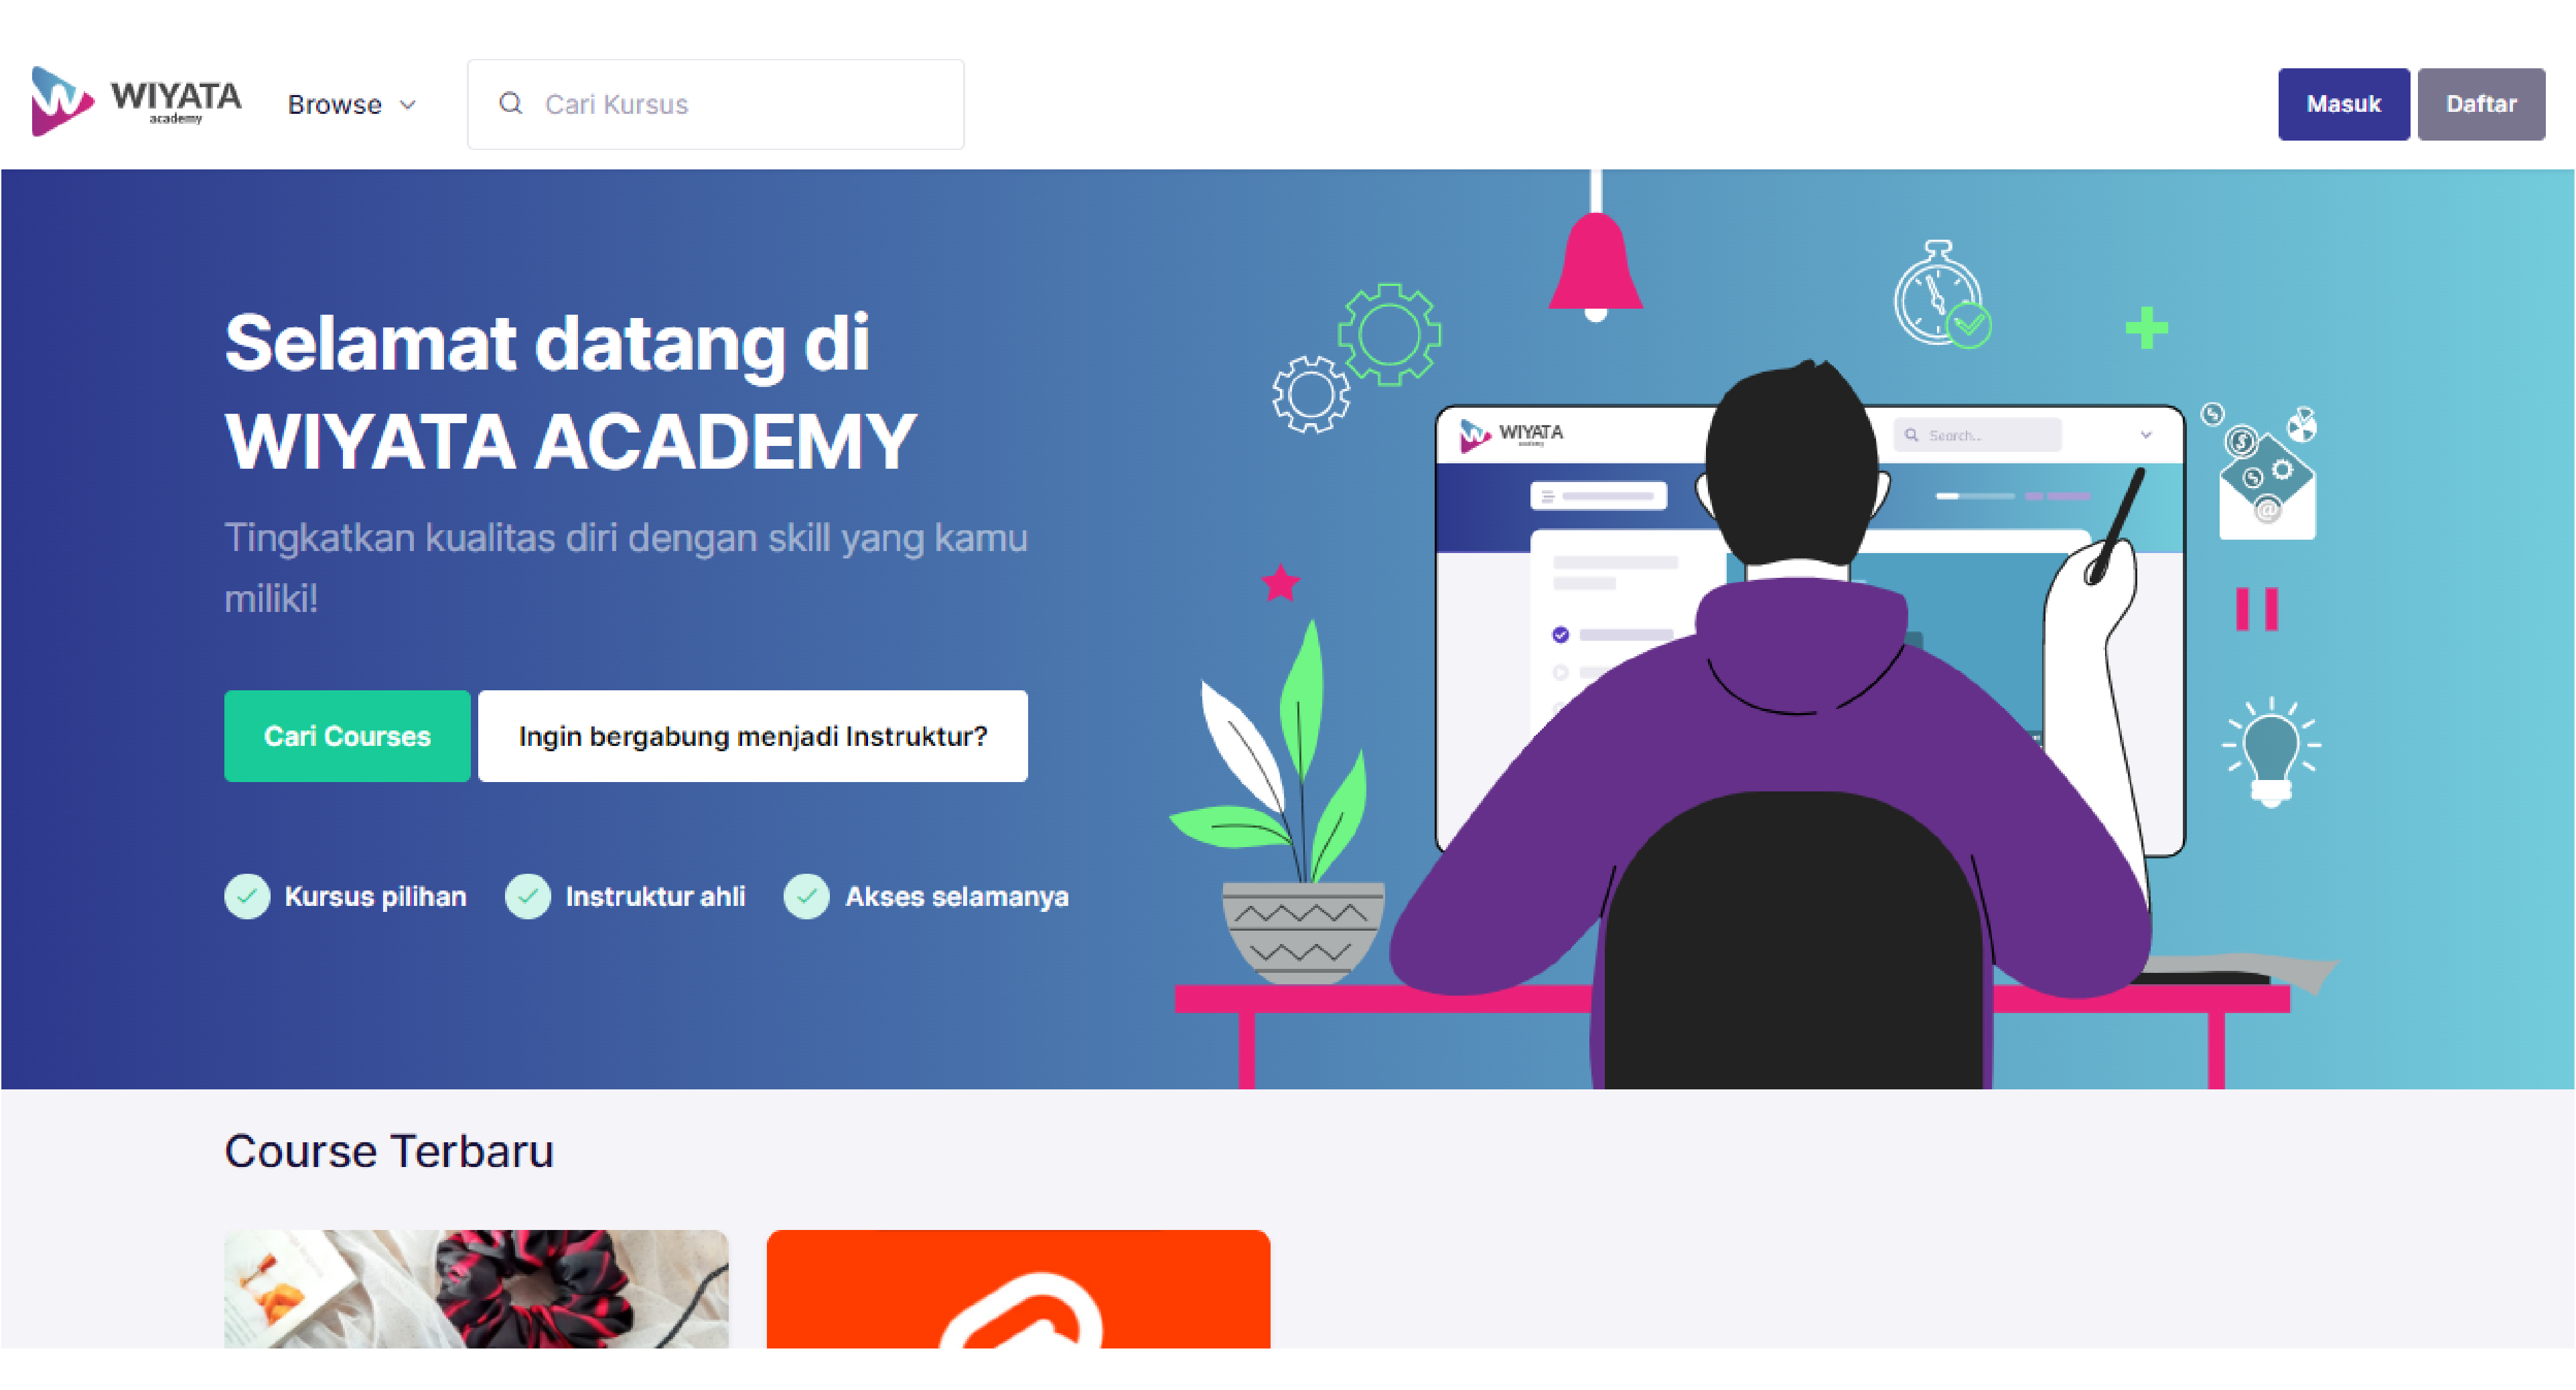 WIYATA
academy
Browse
Cari Kursus
Masuk
Daftar
Selamat datang di
WIYATA ACADEMY
Tingkatkan kualitas diri dengan skill yang kamu
miliki!
Cari Courses
Ingin bergabung menjadi Instruktur?
Kursus pilihan
Instruktur ahli
Akses selamanya
WIYATA
academy
Search...
Course Terbaru